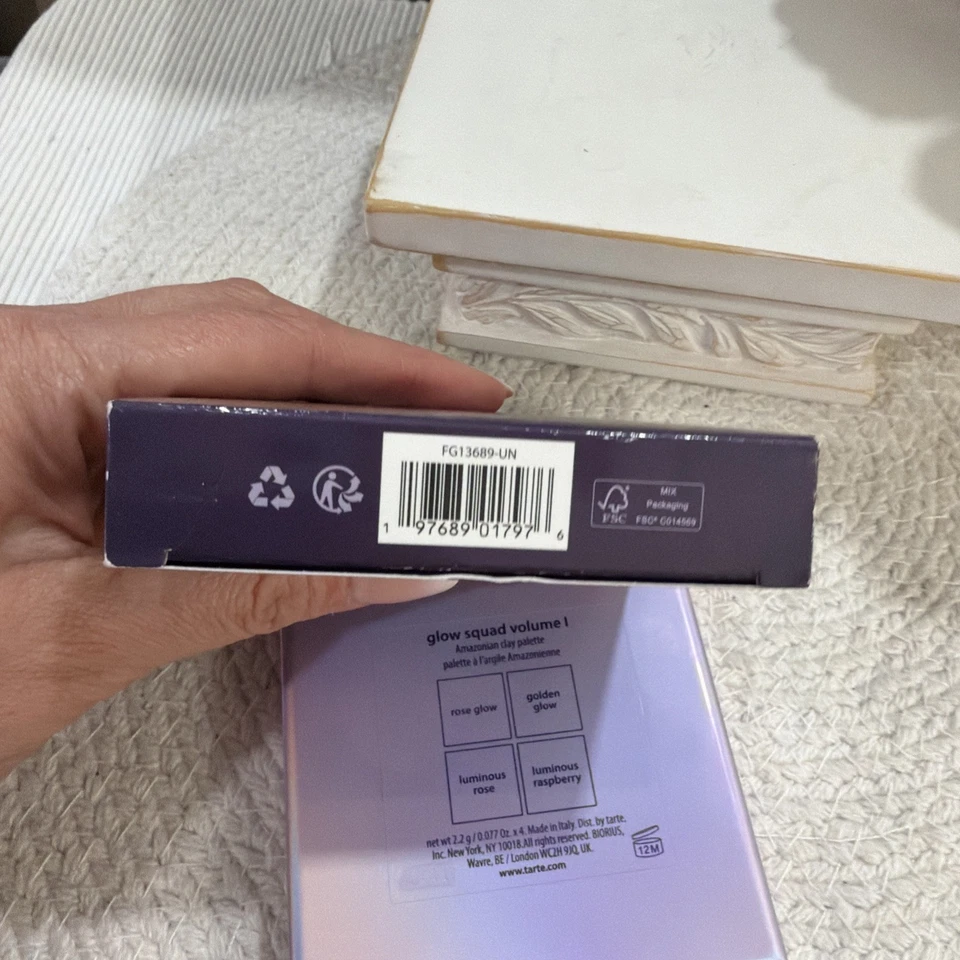 FG13689-UN
1 97689 01797 6
MIX
Packaging
FSC
FSC® C014569
glow squad volume I
Amazonian clay palette
palette à l'argile Amazonienne
rose glow
golden
glow
luminous
rose
luminous
raspberry
net wt 2.2 g / 0.077 Oz. x 4. Made in Italy. Dist. by tarte,
Inc. New York, NY 10018.All rights reserved. BIORIUS,
Wavre, BE / London WC2H 9JQ, UK.
www.tarte.com
12M